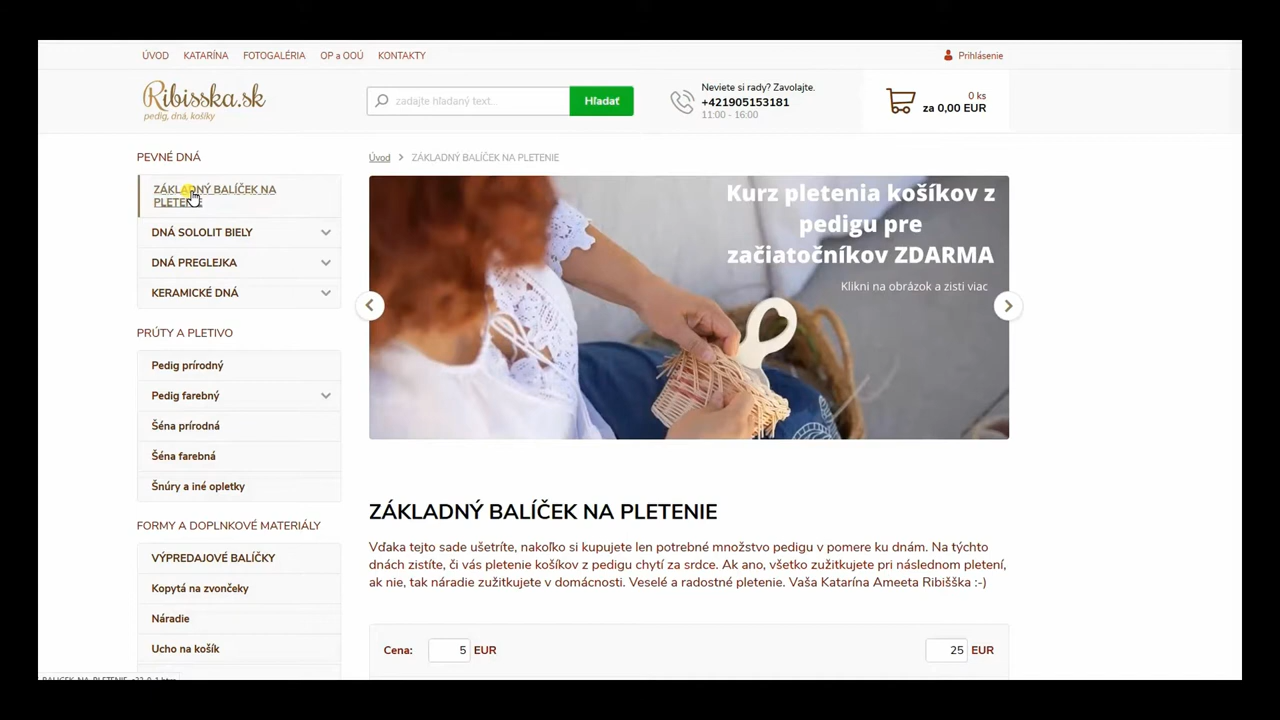 ÚVOD KATARÍNA FOTOGALÉRIA OP a OOÚ KONTAKTY Prihlásenie
Ribisska.sk
pedig, dná, košíky
zadajte hľadaný text...
Hľadať
Neviete si rady? Zavolajte.
+421905153181
11:00 - 16:00
0 ks
za 0,00 EUR
PEVNÉ DNÁ
ZÁKLADNÝ BALÍČEK NA
PLETENIE
DNÁ SOLOLIT BIELY
DNÁ PREGLEJKA
KERAMICKÉ DNÁ
PRÚTY A PLETIVO
Pedig prírodný
Pedig farebný
Šéna prírodná
Šéna farebná
Šnúry a iné opletky
FORMY A DOPLNKOVÉ MATERIÁLY
VÝPREDAJOVÉ BALÍČKY
Kopytá na zvončeky
Náradie
Ucho na košík
Úvod > ZÁKLADNÝ BALÍČEK NA PLETENIE
Kurz pletenia košíkov z
pedigu pre
začiatočníkov ZDARMA
Klikni na obrázok a zisti viac
ZÁKLADNÝ BALÍČEK NA PLETENIE
Vďaka tejto sade ušetríte, nakoľko si kupujete len potrebné množstvo pedigu v pomere ku dnám. Na týchto
dnách zistíte, či vás pletenie košíkov z pedigu chytí za srdce. Ak ano, všetko zužitkujete pri následnom pletení,
ak nie, tak náradie zužitkujete v domácnosti. Veselé a radostné pletenie. Vaša Katarína Ameeta Ribišška :-)
Cena: 5 EUR 25 EUR